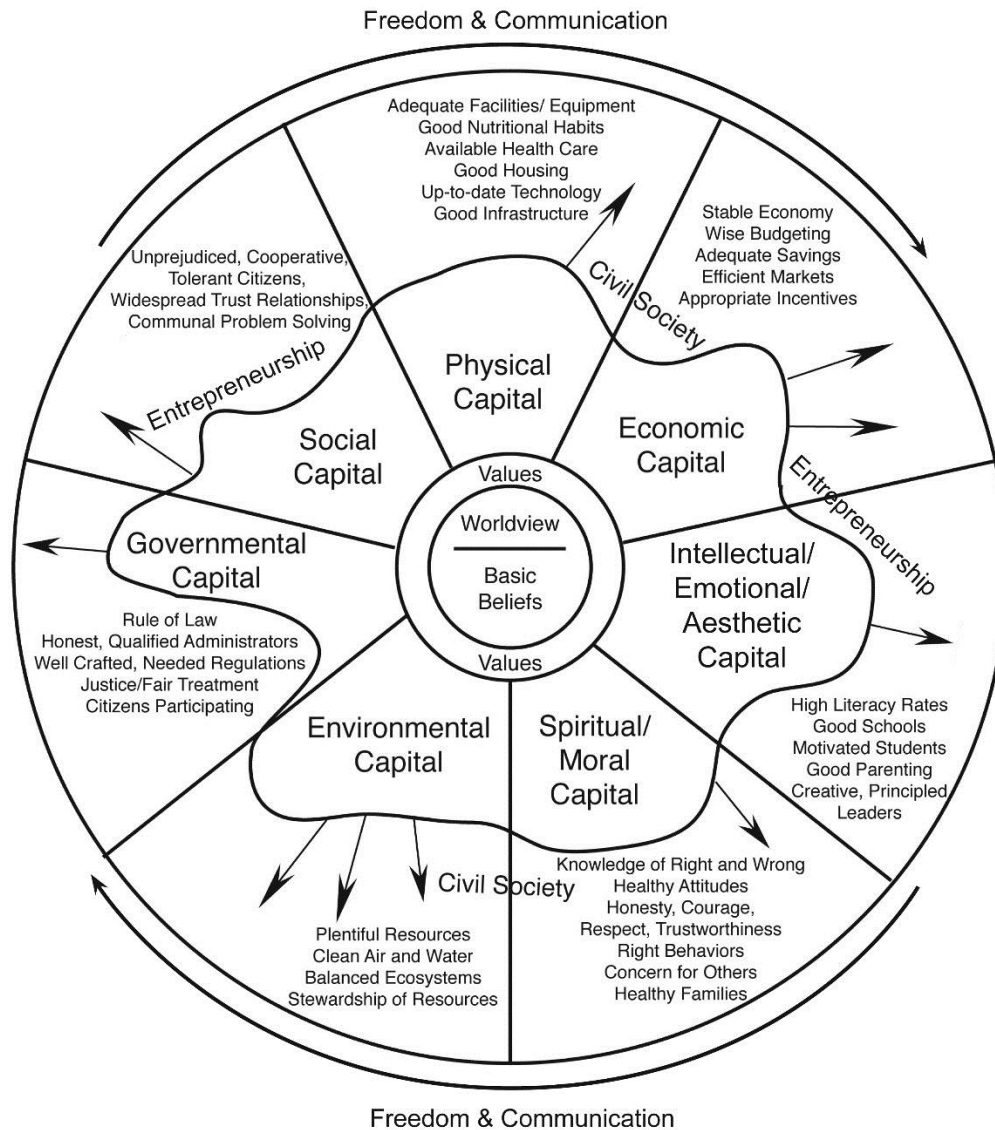 Freedom & Communication
Adequate Facilities/ Equipment
Good Nutritional Habits
Available Health Care
Good Housing
Up-to-date Technology
Good Infrastructure
Stable Economy
Wise Budgeting
Adequate Savings
Efficient Markets
Appropriate Incentives
Unprejudiced, Cooperative,
Tolerant Citizens,
Widespread Trust Relationships,
Communal Problem Solving
Civil Society
Entrepreneurship
Physical
Capital
Economic
Capital
Social
Capital
Values
Worldview
Basic
Beliefs
Values
Entrepreneurship
Governmental
Capital
Rule of Law
Honest, Qualified Administrators
Well Crafted, Needed Regulations
Justice/Fair Treatment
Citizens Participating
Intellectual/
Emotional/
Aesthetic
Capital
High Literacy Rates
Good Schools
Motivated Students
Good Parenting
Creative, Principled
Leaders
Environmental
Capital
Spiritual/
Moral
Capital
Civil Society
Plentiful Resources
Clean Air and Water
Balanced Ecosystems
Stewardship of Resources
Knowledge of Right and Wrong
Healthy Attitudes
Honesty, Courage,
Respect, Trustworthiness
Right Behaviors
Concern for Others
Healthy Families
Freedom & Communication